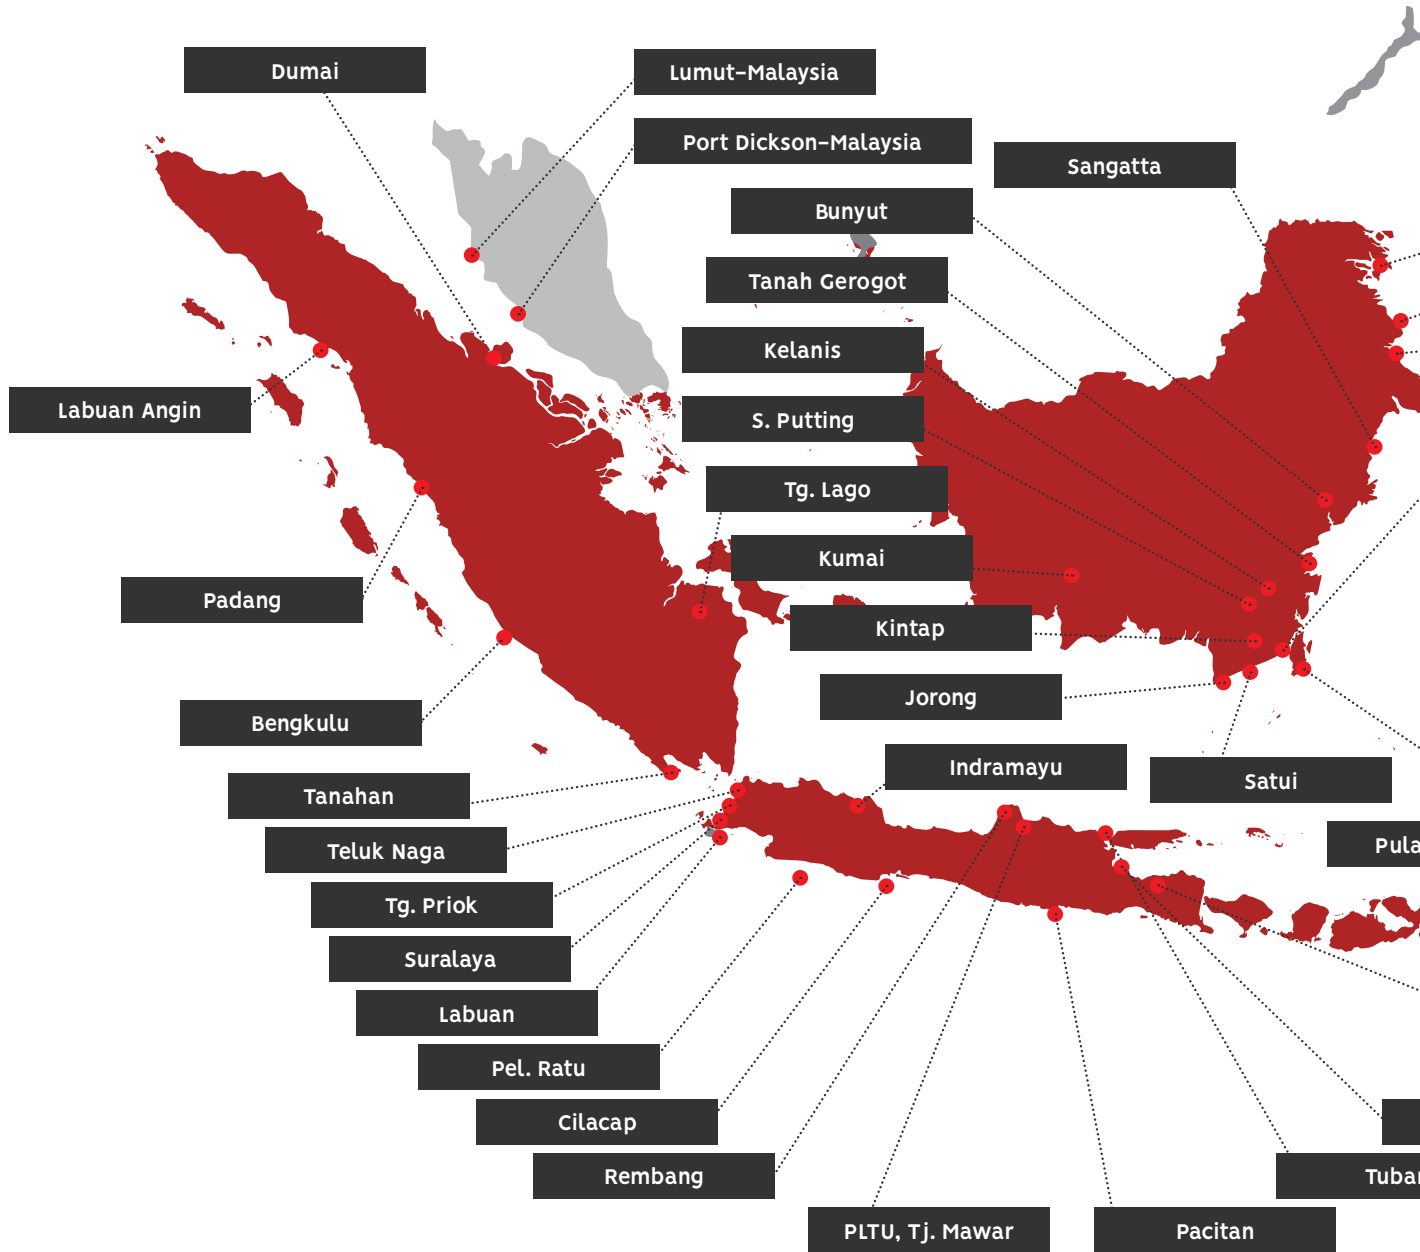 Dumai
Lumut-Malaysia
Port Dickson-Malaysia
Sangatta
Bunyut
Tanah Gerogot
Kelanis
Labuan Angin
S. Putting
Tg. Lago
Kumai
Padang
Kintap
Jorong
Bengkulu
Indramayu
Satui
Tanahan
Teluk Naga
Tg. Priok
Suralaya
Labuan
Pel. Ratu
Cilacap
Rembang
PLTU, Tj. Mawar
Pacitan